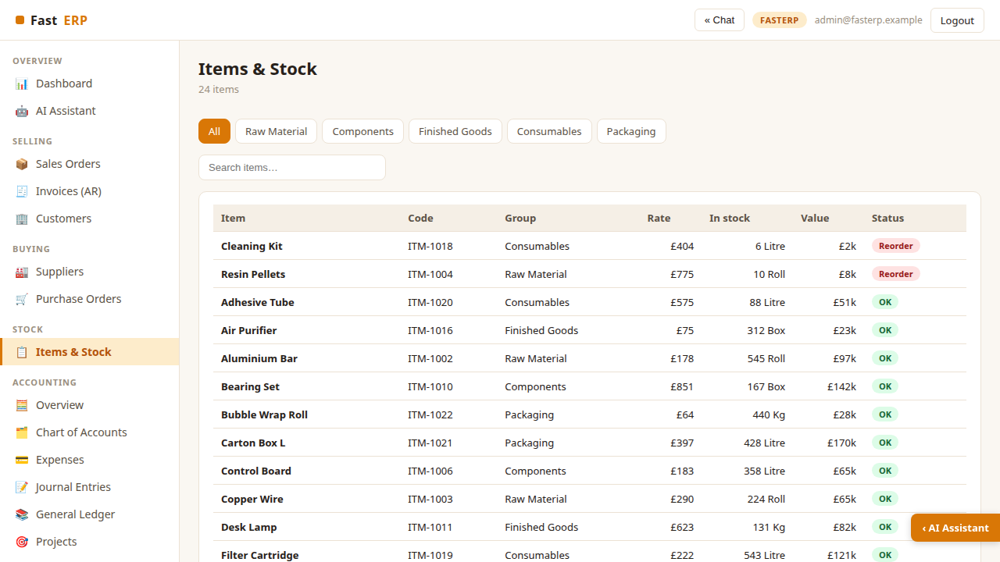 Fast ERP
« Chat
FASTERP
admin@fasterp.example
Logout
OVERVIEW
Dashboard
AI Assistant
SELLING
Sales Orders
Invoices (AR)
Customers
BUYING
Suppliers
Purchase Orders
STOCK
Items & Stock
ACCOUNTING
Overview
Chart of Accounts
Expenses
Journal Entries
General Ledger
Projects
Items & Stock
24 items
All Raw Material Components Finished Goods Consumables Packaging
Search items…
Item Code Group Rate In stock Value Status
Cleaning Kit ITM-1018 Consumables £404 6 Litre £2k Reorder
Resin Pellets ITM-1004 Raw Material £775 10 Roll £8k Reorder
Adhesive Tube ITM-1020 Consumables £575 88 Litre £51k OK
Air Purifier ITM-1016 Finished Goods £75 312 Box £23k OK
Aluminium Bar ITM-1002 Raw Material £178 545 Roll £97k OK
Bearing Set ITM-1010 Components £851 167 Box £142k OK
Bubble Wrap Roll ITM-1022 Packaging £64 440 Kg £28k OK
Carton Box L ITM-1021 Packaging £397 428 Litre £170k OK
Control Board ITM-1006 Components £183 358 Litre £65k OK
Copper Wire ITM-1003 Raw Material £290 224 Roll £65k OK
Desk Lamp ITM-1011 Finished Goods £623 131 Kg £82k OK
Filter Cartridge ITM-1019 Consumables £222 543 Litre £121k OK
‹ AI Assistant